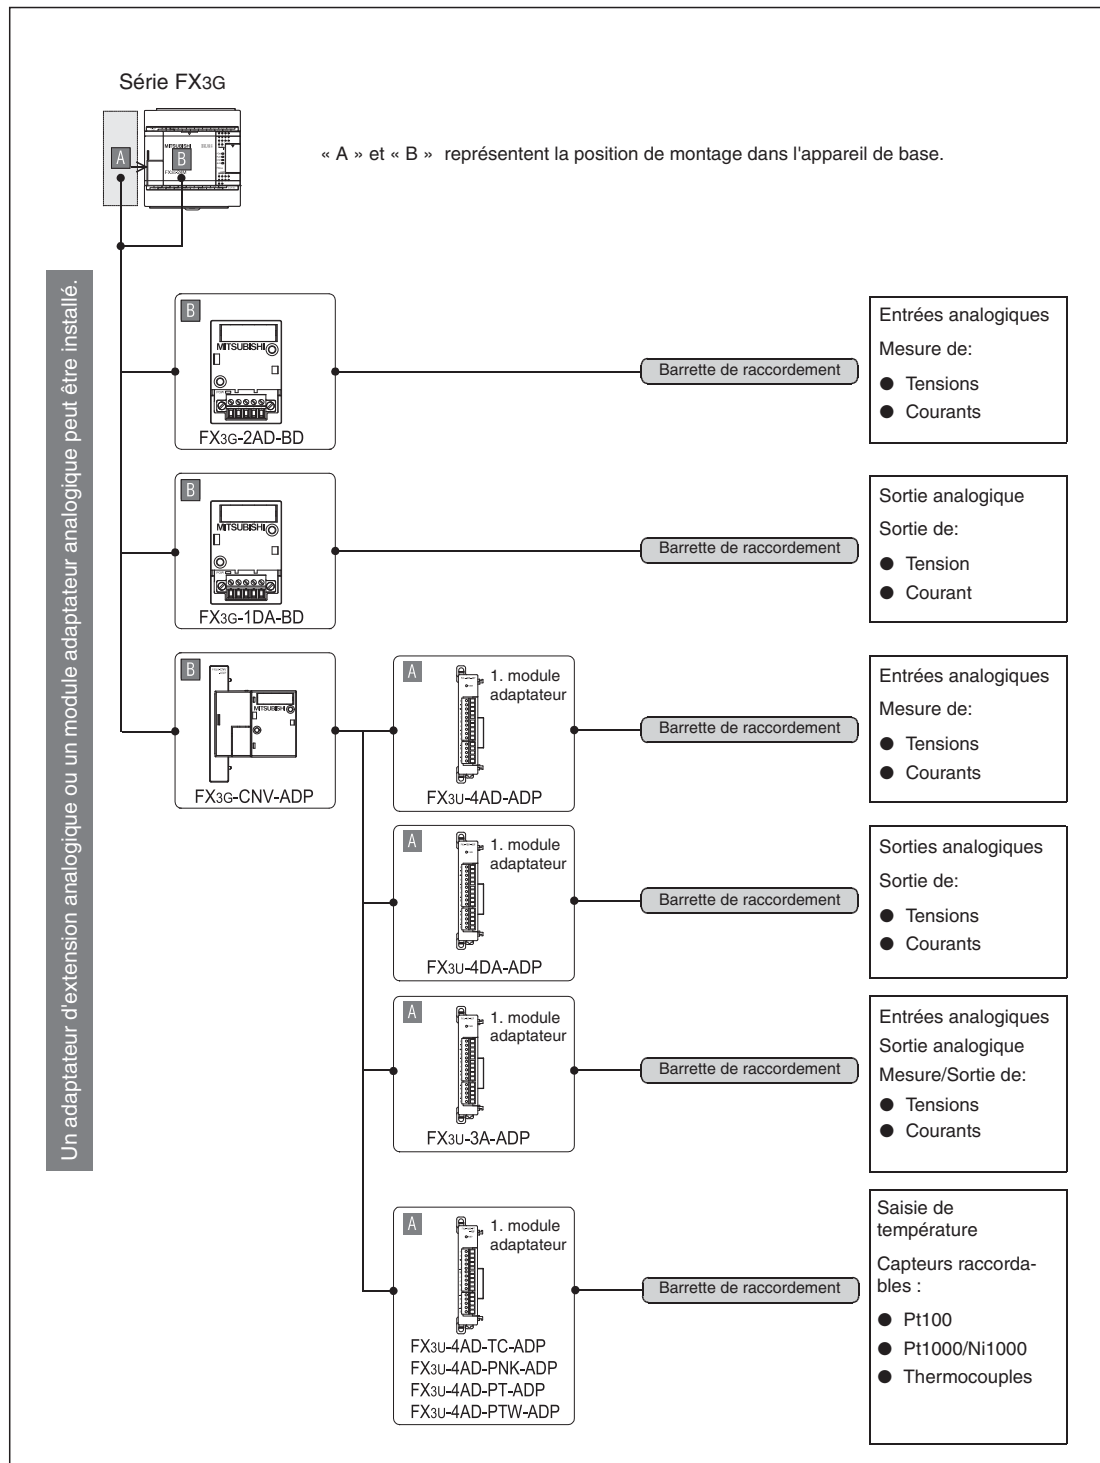 Série FX3G
A
B
MITSUBISHI
« A » et « B » représentent la position de montage dans l'appareil de base.
Un adaptateur d'extension analogique ou un module adaptateur analogique peut être installé.
B
MITSUBISHI
FX3G-2AD-BD
Barrette de raccordement
Entrées analogiques
Mesure de:
● Tensions
● Courants
B
MITSUBISHI
FX3G-1DA-BD
Barrette de raccordement
Sortie analogique
Sortie de:
● Tension
● Courant
B
MITSUBISHI
FX3G-CNV-ADP
A
1. module
adaptateur
FX3U-4AD-ADP
Barrette de raccordement
Entrées analogiques
Mesure de:
● Tensions
● Courants
A
1. module
adaptateur
FX3U-4DA-ADP
Barrette de raccordement
Sorties analogiques
Sortie de:
● Tensions
● Courants
A
1. module
adaptateur
FX3U-3A-ADP
Barrette de raccordement
Entrées analogiques
Sortie analogique
Mesure/Sortie de:
● Tensions
● Courants
A
1. module
adaptateur
FX3U-4AD-TC-ADP
FX3U-4AD-PNK-ADP
FX3U-4AD-PT-ADP
FX3U-4AD-PTW-ADP
Barrette de raccordement
Saisie de
température
Capteurs raccorda-
bles :
● Pt100
● Pt1000/Ni1000
● Thermocouples